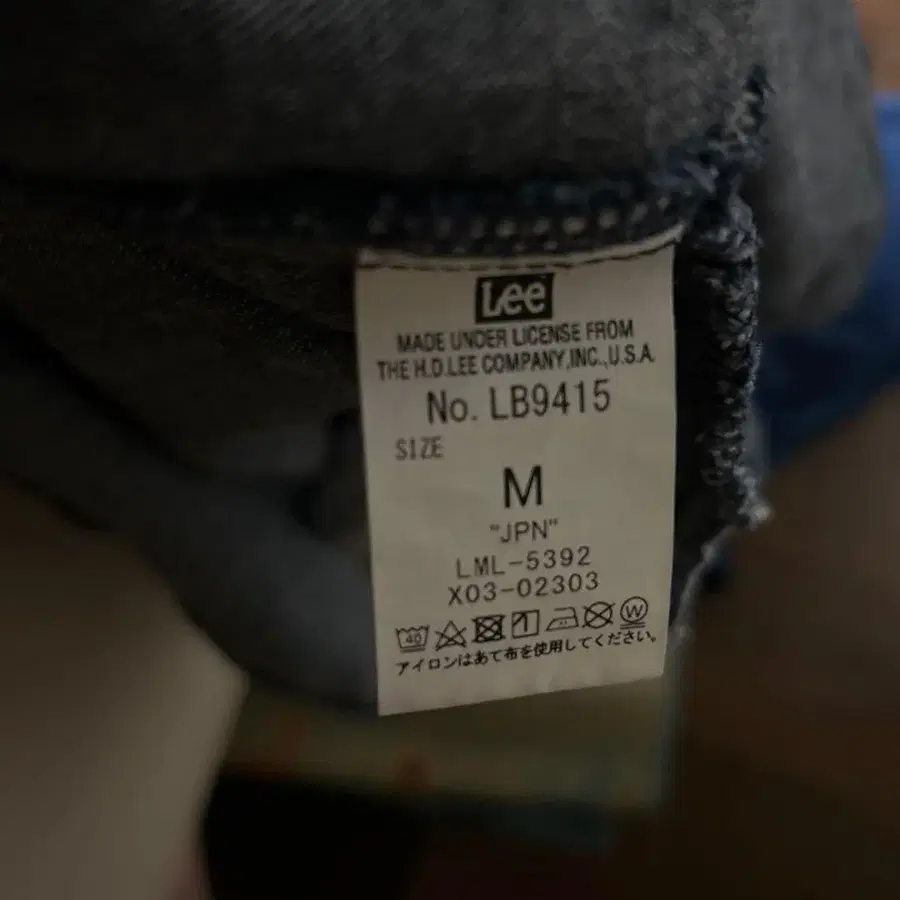 Lee
MADE UNDER LICENSE FROM
THE H.D.LEE COMPANY,INC.,U.S.A.
No. LB9415
SIZE
M
"JPN"
LML-5392
X03-02303
40 W
アイロンはあて布を使用してください。